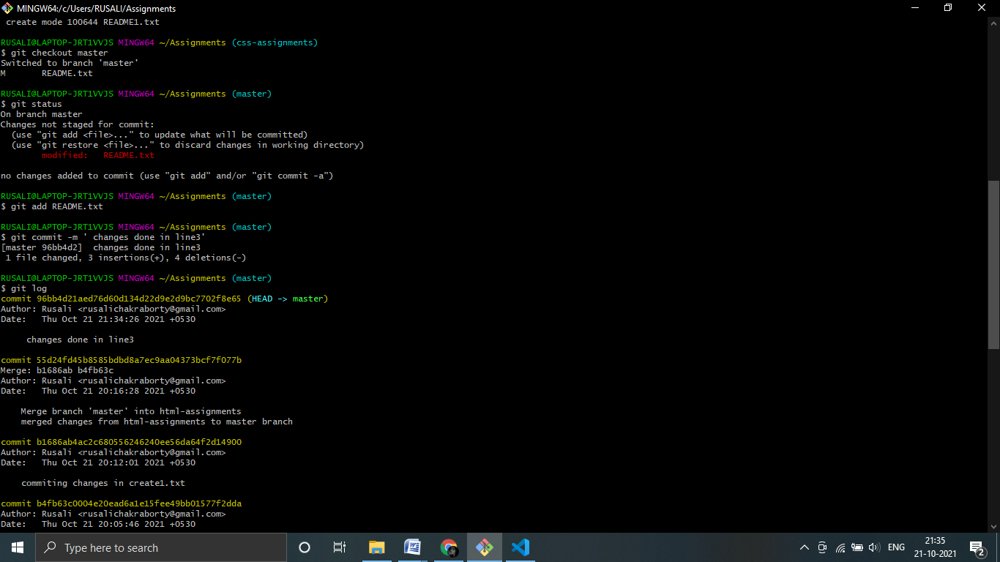 MINGW64:/c/Users/RUSALI/Assignments
create mode 100644 README1.txt
RUSALI@LAPTOP-JRT1VVJS MINGW64 ~/Assignments (css-assignments)
$ git checkout master
Switched to branch 'master'
M       README.txt
RUSALI@LAPTOP-JRT1VVJS MINGW64 ~/Assignments (master)
$ git status
On branch master
Changes not staged for commit:
  (use "git add <file>..." to update what will be committed)
  (use "git restore <file>..." to discard changes in working directory)
        modified:   README.txt
no changes added to commit (use "git add" and/or "git commit -a")
RUSALI@LAPTOP-JRT1VVJS MINGW64 ~/Assignments (master)
$ git add README.txt
RUSALI@LAPTOP-JRT1VVJS MINGW64 ~/Assignments (master)
$ git commit -m ' changes done in line3'
[master 96bb4d2]  changes done in line3
 1 file changed, 3 insertions(+), 4 deletions(-)
RUSALI@LAPTOP-JRT1VVJS MINGW64 ~/Assignments (master)
$ git log
commit 96bb4d21aed76d60d134d22d9e2d9bc7702f8e65 (HEAD -> master)
Author: Rusali <rusalichakraborty@gmail.com>
Date:   Thu Oct 21 21:34:26 2021 +0530
     changes done in line3
commit 55d24fd45b8585bdbd8a7ec9aa04373bcf7f077b
Merge: b1686ab b4fb63c
Author: Rusali <rusalichakraborty@gmail.com>
Date:   Thu Oct 21 20:16:28 2021 +0530
    Merge branch 'master' into html-assignments
    merged changes from html-assignments to master branch
commit b1686ab4ac2c680556246240ee56da64f2d14900
Author: Rusali <rusalichakraborty@gmail.com>
Date:   Thu Oct 21 20:12:01 2021 +0530
    commiting changes in create1.txt
commit b4fb63c0004e20ead6a1e15fee49bb01577f2dda
Author: Rusali <rusalichakraborty@gmail.com>
Date:   Thu Oct 21 20:05:46 2021 +0530
Type here to search
ENG
21:35
21-10-2021
2